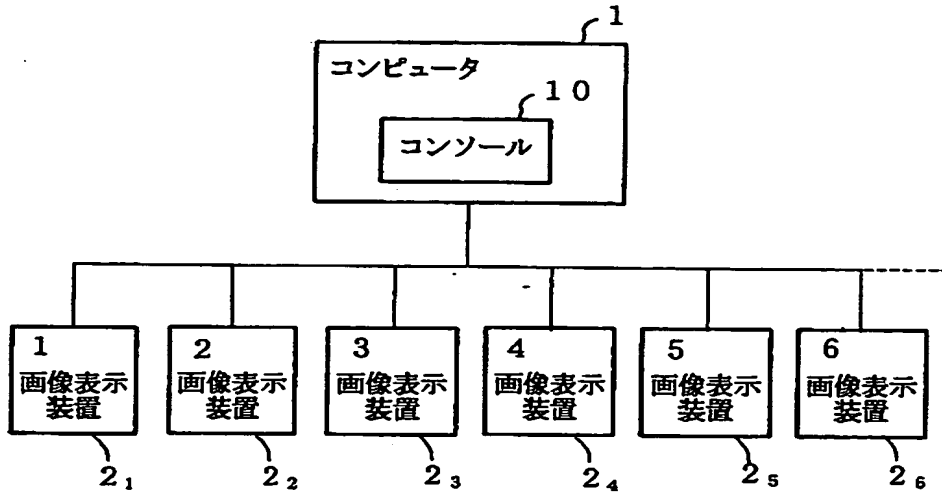 1
コンピュータ
10
コンソール
1
画像表示
装置
2
画像表示
装置
3
画像表示
装置
4
画像表示
装置
5
画像表示
装置
6
画像表示
装置
2₁
2₂
2₃
2₄
2₅
2₆